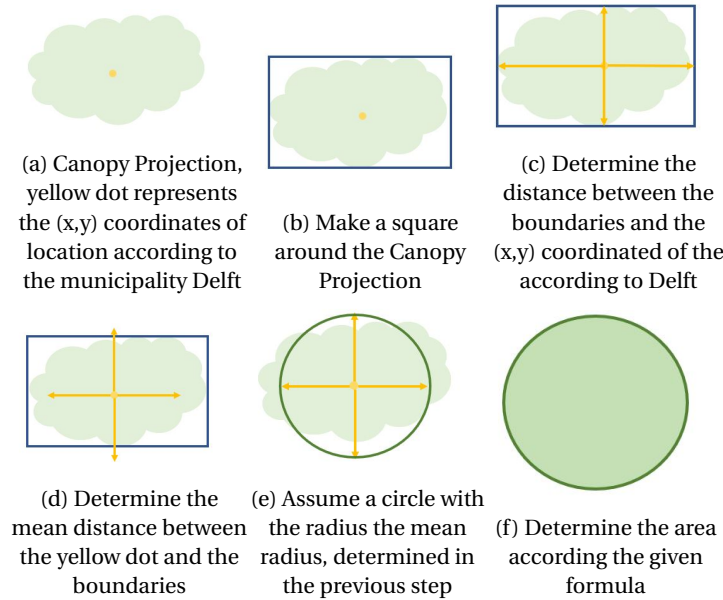 (a) Canopy Projection,
yellow dot represents
the (x,y) coordinates of
location according to
the municipality Delft
(b) Make a square
around the Canopy
Projection
(c) Determine the
distance between the
boundaries and the
(x,y) coordinated of the
according to Delft
(d) Determine the
mean distance between
the yellow dot and the
boundaries
(e) Assume a circle with
the radius the mean
radius, determined in
the previous step
(f) Determine the area
according the given
formula